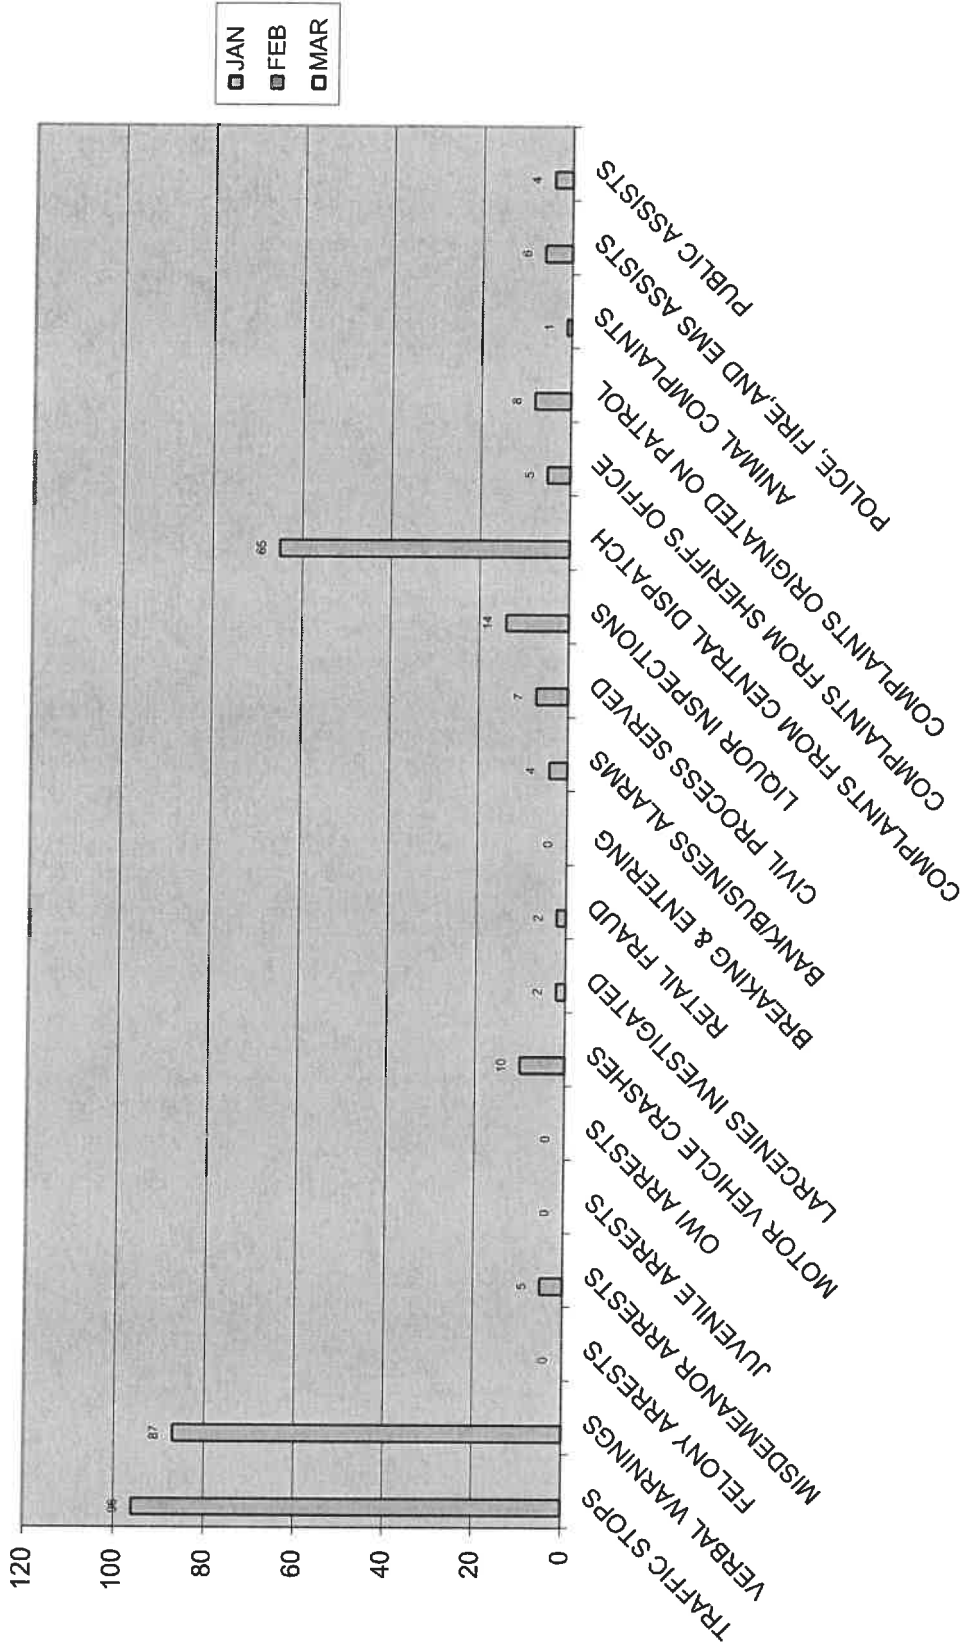 120
100
80
60
40
20
0
96
87
0
5
0
0
10
2
2
0
4
7
14
65
5
8
1
6
4
TRAFFIC STOPS
VERBAL WARNINGS
FELONY ARRESTS
MISDEMEANOR ARRESTS
JUVENILE ARRESTS
OWI ARRESTS
MOTOR VEHICLE CRASHES
LARCENIES INVESTIGATED
RETAIL FRAUD
BREAKING & ENTERING
BANK/BUSINESS ALARMS
CIVIL PROCESS SERVED
LIQUOR INSPECTIONS
COMPLAINTS FROM CENTRAL DISPATCH
COMPLAINTS FROM SHERIFF'S OFFICE
COMPLAINTS ORIGINATED ON PATROL
ANIMAL COMPLAINTS
POLICE, FIRE,AND EMS ASSISTS
PUBLIC ASSISTS
JAN
FEB
MAR